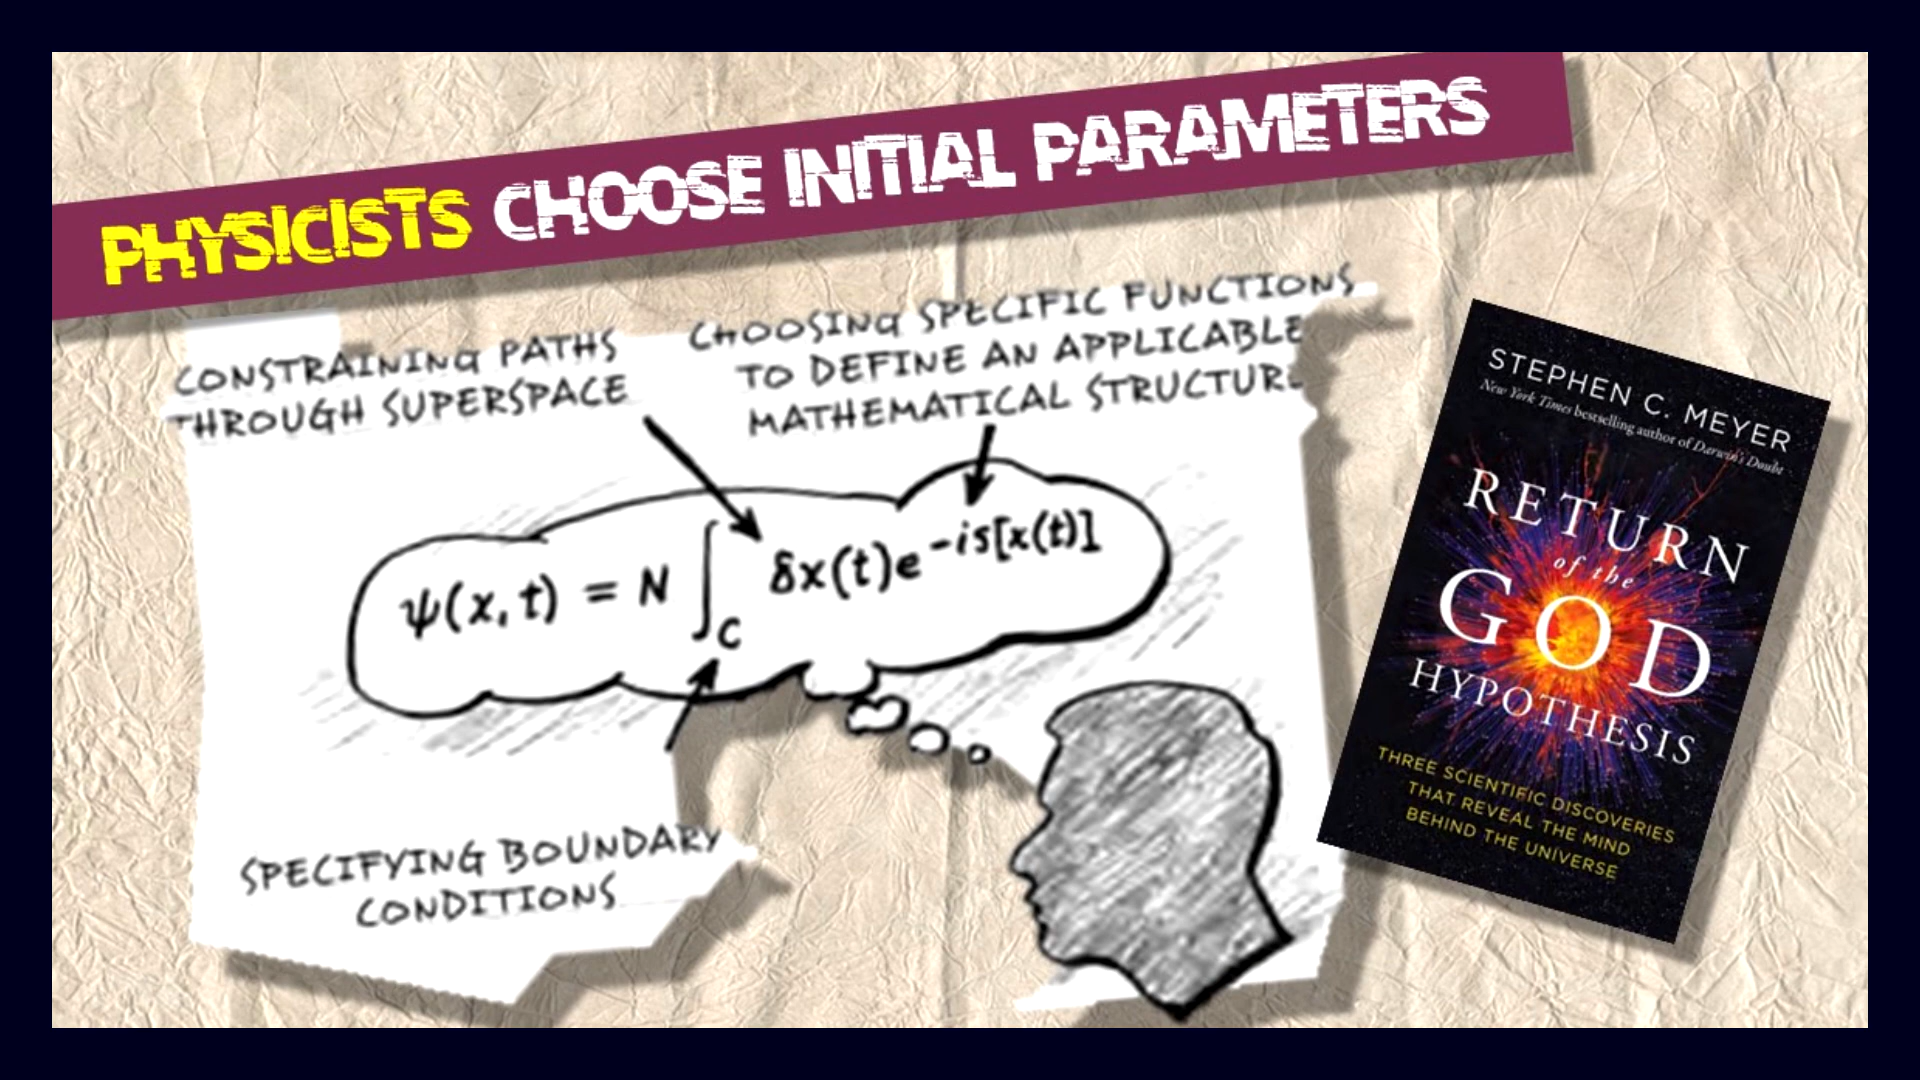 PHYSICISTS CHOOSE INITIAL PARAMETERS
CONSTRAINING PATHS
THROUGH SUPERSPACE
CHOOSING SPECIFIC FUNCTIONS
TO DEFINE AN APPLICABLE
MATHEMATICAL STRUCTURE
ψ(x,t) = N ∫_C δx(t)e^{-is[x(t)]}
SPECIFYING BOUNDARY
CONDITIONS
STEPHEN C. MEYER
New York Times bestselling author of Darwin's Doubt
RETURN
of the
GOD
HYPOTHESIS
THREE SCIENTIFIC DISCOVERIES
THAT REVEAL THE MIND
BEHIND THE UNIVERSE